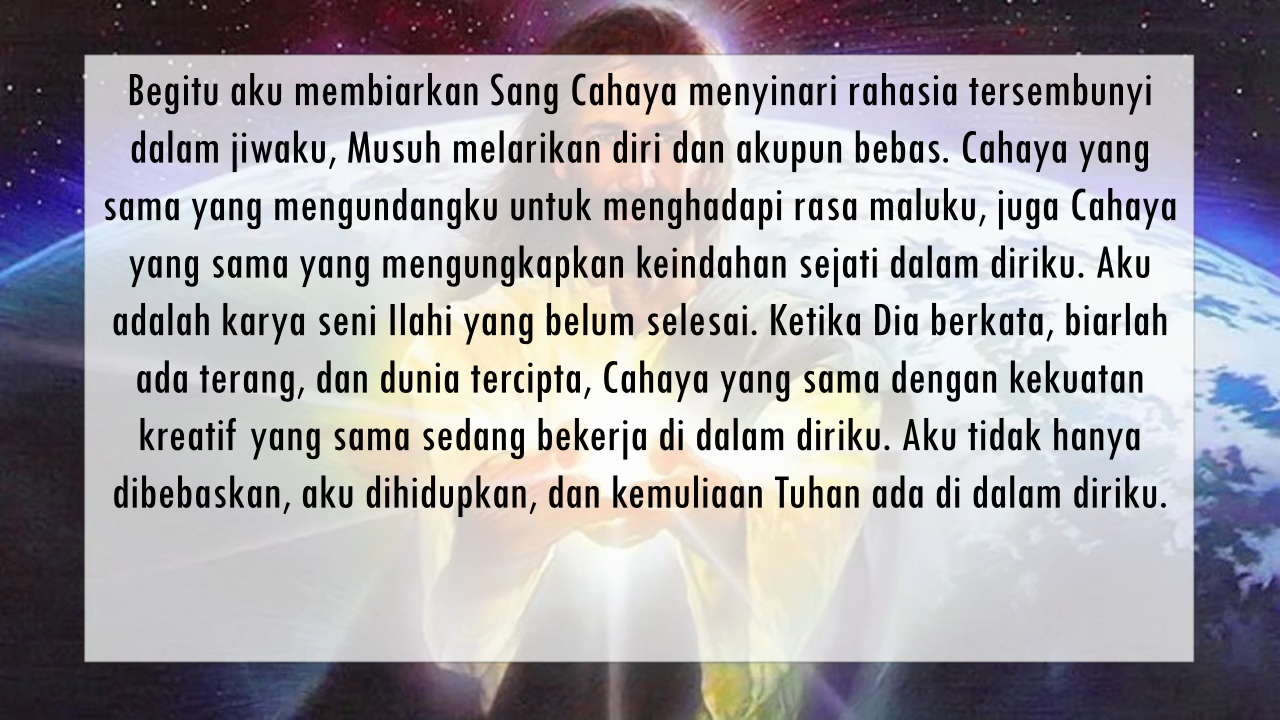 Begitu aku membiarkan Sang Cahaya menyinari rahasia tersembunyi
dalam jiwaku, Musuh melarikan diri dan akupun bebas. Cahaya yang
sama yang mengundangku untuk menghadapi rasa maluku, juga Cahaya
yang sama yang mengungkapkan keindahan sejati dalam diriku. Aku
adalah karya seni Ilahi yang belum selesai. Ketika Dia berkata, biarlah
ada terang, dan dunia tercipta, Cahaya yang sama dengan kekuatan
kreatif yang sama sedang bekerja di dalam diriku. Aku tidak hanya
dibebaskan, aku dihidupkan, dan kemuliaan Tuhan ada di dalam diriku.